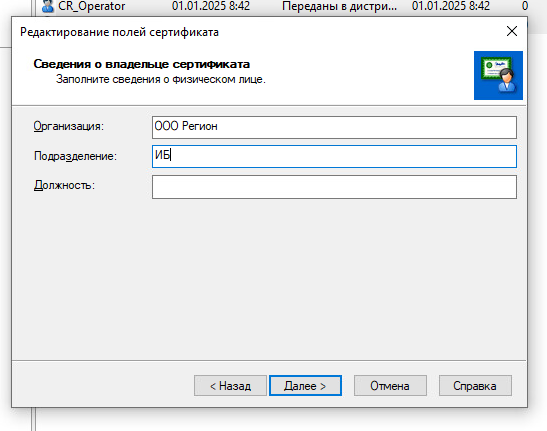 CR_Operator 01.01.2025 8:42 Переданы в дистри... 01.01.2025 8:42 0
Редактирование полей сертификата
Сведения о владельце сертификата
Заполните сведения о физическом лице.
Организация: ООО Регион
Подразделение: ИБ
Должность:
< Назад Далее > Отмена Справка